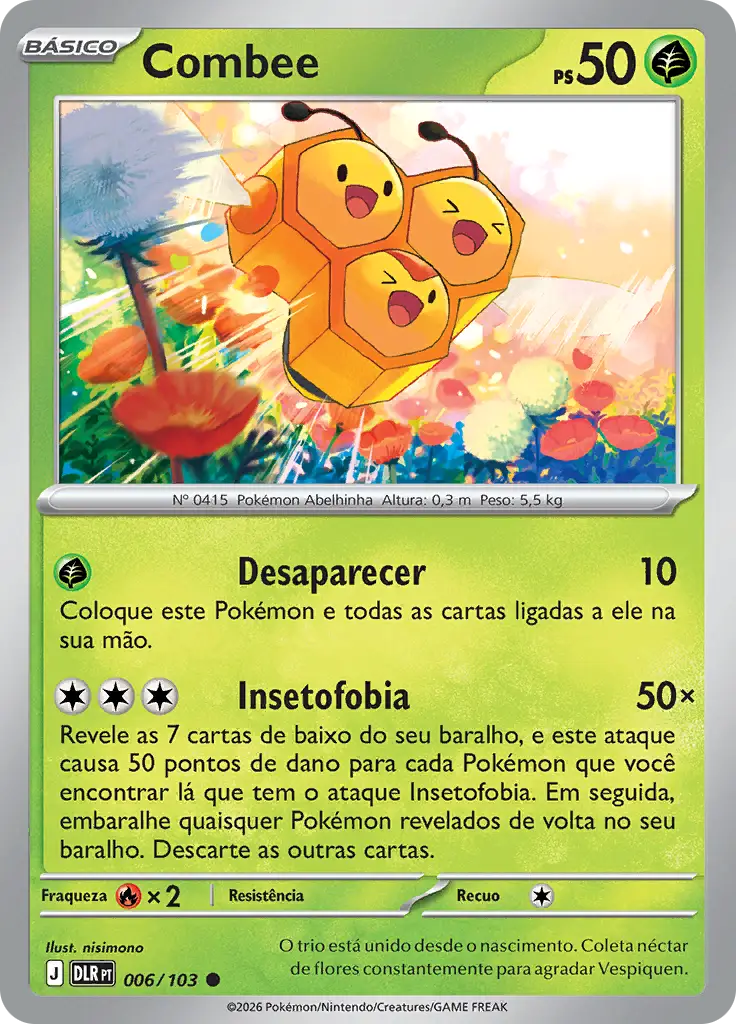 BÁSICO
Combee
PS 50
Nº 0415 Pokémon Abelhinha Altura: 0,3 m Peso: 5,5 kg
Desaparecer 10
Coloque este Pokémon e todas as cartas ligadas a ele na
sua mão.
Insetofobia 50×
Revele as 7 cartas de baixo do seu baralho, e este ataque
causa 50 pontos de dano para cada Pokémon que você
encontrar lá que tem o ataque Insetofobia. Em seguida,
embaralhe quaisquer Pokémon revelados de volta no seu
baralho. Descarte as outras cartas.
Fraqueza ×2 Resistência Recuo
Ilust. nisimono
O trio está unido desde o nascimento. Coleta néctar
de flores constantemente para agradar Vespiquen.
J DLR PT 006/103
©2026 Pokémon/Nintendo/Creatures/GAME FREAK